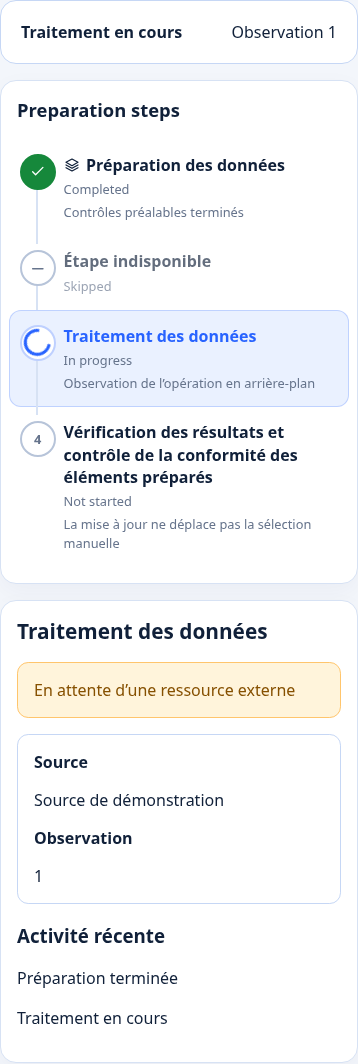 Traitement en cours Observation 1
Preparation steps
Préparation des données
Completed
Contrôles préalables terminés
Étape indisponible
Skipped
Traitement des données
In progress
Observation de l’opération en arrière-plan
4
Vérification des résultats et
contrôle de la conformité des
éléments préparés
Not started
La mise à jour ne déplace pas la sélection
manuelle
Traitement des données
En attente d’une ressource externe
Source
Source de démonstration
Observation
1
Activité récente
Préparation terminée
Traitement en cours